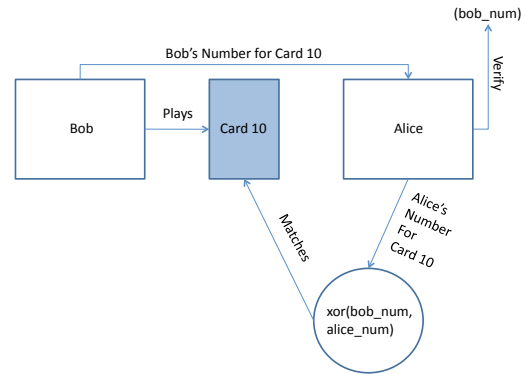 (bob_num)
Bob's Number for Card 10
Verify
Bob
Plays
Card 10
Alice
Alice's
Number
For
Card 10
Matches
xor(bob_num,
alice_num)